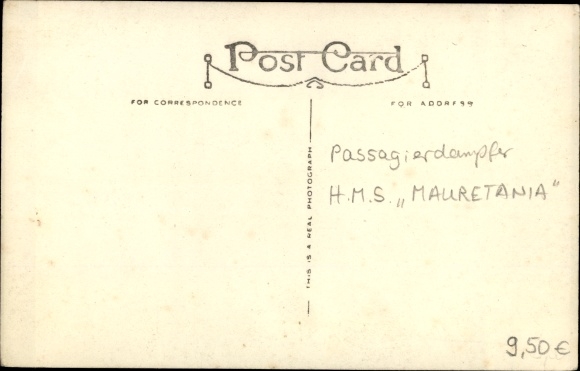 Post Card
FOR CORRESPONDENCE
FOR ADDRESS
THIS IS A REAL PHOTOGRAPH
Passagierdampfer
H.M.S. „MAURETANIA"
9,50 €